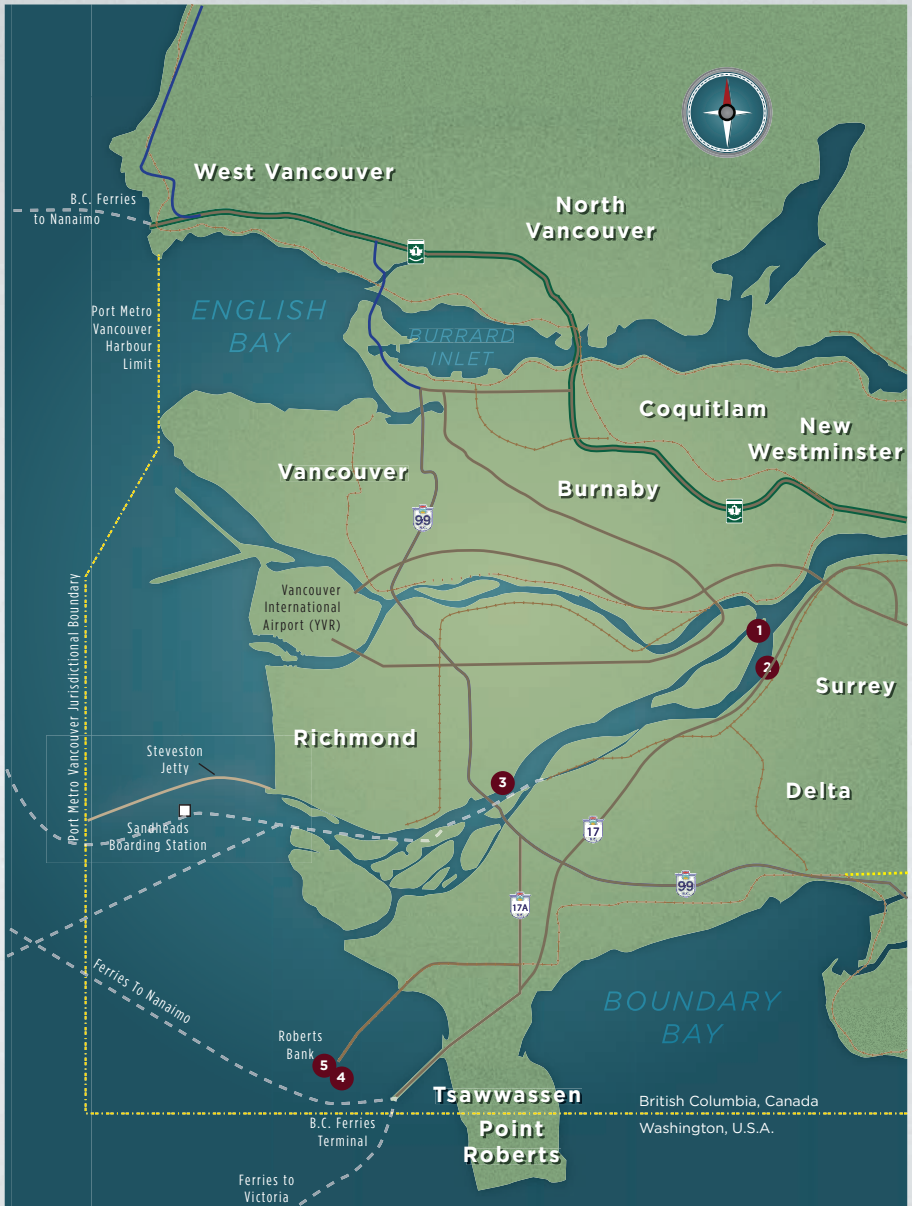 West Vancouver
B.C. Ferries
to Nanaimo
North
Vancouver
1
Port Metro
Vancouver
Harbour
Limit
ENGLISH
BAY
BURRARD
INLET
Coquitlam
New
Westminster
Vancouver
Burnaby
99
1
Vancouver
International
Airport (YVR)
Port Metro Vancouver Jurisdictional Boundary
1
2
Surrey
Richmond
Steveston
Jetty
3
Delta
Sandheads
Boarding Station
17
99
17A
Ferries To Nanaimo
BOUNDARY
BAY
Roberts
Bank
5
4
Tsawwassen
British Columbia, Canada
B.C. Ferries
Terminal
Point
Roberts
Washington, U.S.A.
Ferries to
Victoria